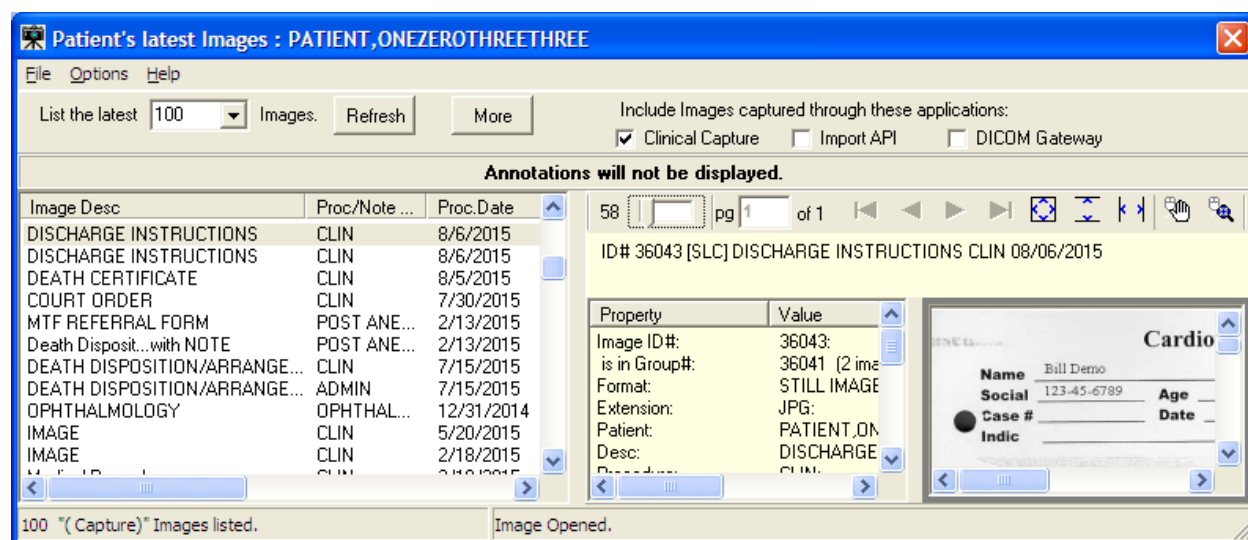 Patient's latest Images : PATIENT,ONEZEROTHREETHREE
File Options Help
List the latest 100 Images. Refresh More
Include Images captured through these applications:
Clinical Capture Import API DICOM Gateway
Annotations will not be displayed.
Image Desc Proc/Note ... Proc.Date
DISCHARGE INSTRUCTIONS CLIN 8/6/2015
DISCHARGE INSTRUCTIONS CLIN 8/6/2015
DEATH CERTIFICATE CLIN 8/5/2015
COURT ORDER CLIN 7/30/2015
MTF REFERRAL FORM POST ANE... 2/13/2015
Death Disposit...with NOTE POST ANE... 2/13/2015
DEATH DISPOSITION/ARRANGE... CLIN 7/15/2015
DEATH DISPOSITION/ARRANGE... ADMIN 7/15/2015
OPHTHALMOLOGY OPHTHAL... 12/31/2014
IMAGE CLIN 5/20/2015
IMAGE CLIN 2/18/2015
58 pg 1 of 1
ID# 36043 [SLC] DISCHARGE INSTRUCTIONS CLIN 08/06/2015
Property Value
Image ID#: 36043:
is in Group#: 36041 (2 ima
Format: STILL IMAGE
Extension: JPG:
Patient: PATIENT,ON
Desc: DISCHARGE
Cardio
Name Bill Demo
Social 123-45-6789 Age
Case # Date
Indic
100 "( Capture)" Images listed.
Image Opened.